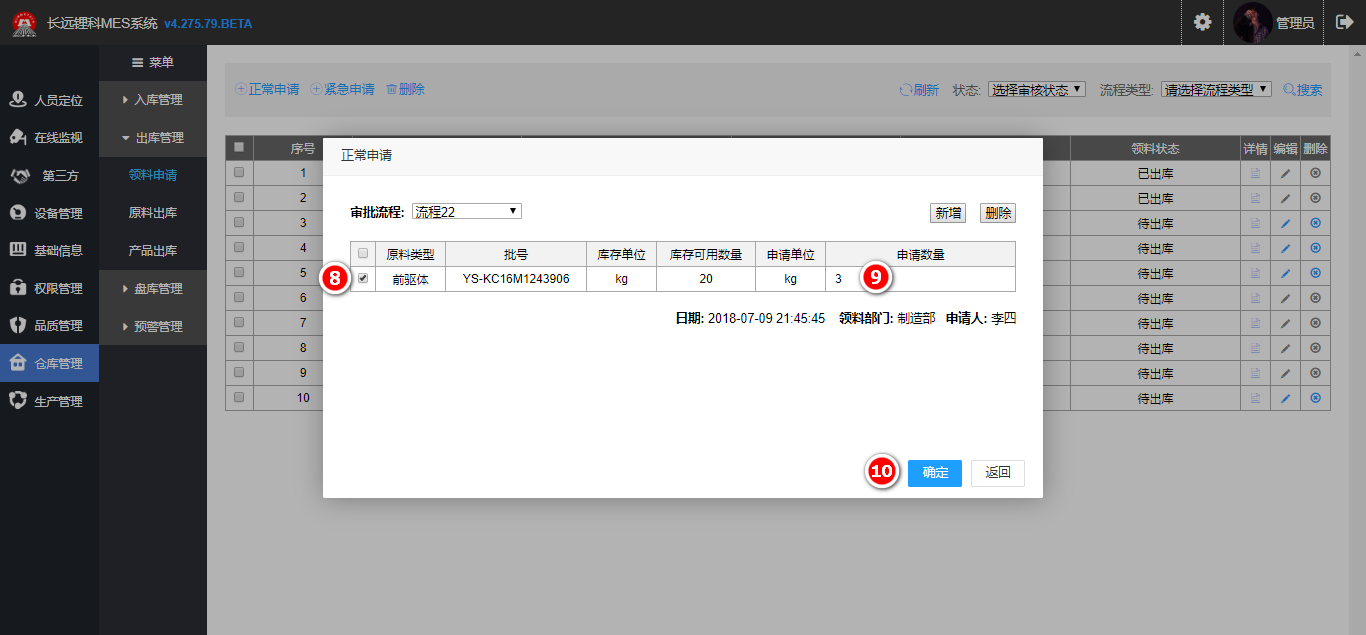 长远锂科MES系统 v4.275.79.BETA
管理员
菜单
人员定位
在线监视
第三方
设备管理
基础信息
权限管理
品质管理
仓库管理
生产管理
入库管理
出库管理
领料申请
原料出库
产品出库
盘库管理
预警管理
正常申请 紧急申请 删除
刷新 状态: 选择审核状态 流程类型: 请选择流程类型 搜索
序号 领料状态 详情 编辑 删除
1 已出库
2 已出库
3 待出库
4 待出库
5 待出库
6 待出库
7 待出库
8 待出库
9 待出库
10 待出库
正常申请
审批流程: 流程22 新增 删除
原料类型 批号 库存单位 库存可用数量 申请单位 申请数量
8 前驱体 YS-KC16M1243906 kg 20 kg 3 9
日期: 2018-07-09 21:45:45 领料部门: 制造部 申请人: 李四
10 确定 返回